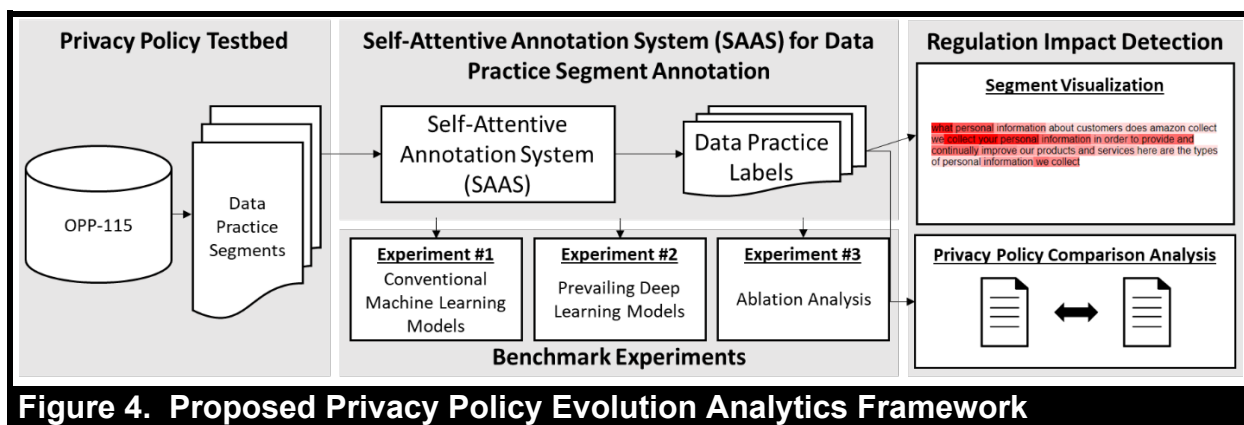 Privacy Policy Testbed
OPP-115
Data
Practice
Segments
Self-Attentive Annotation System (SAAS) for Data
Practice Segment Annotation
Self-Attentive
Annotation System
(SAAS)
Data Practice
Labels
Experiment #1
Conventional
Machine Learning
Models
Experiment #2
Prevailing Deep
Learning Models
Experiment #3
Ablation Analysis
Benchmark Experiments
Regulation Impact Detection
Segment Visualization
what personal information about customers does amazon collect
we collect your personal information in order to provide and
continually improve our products and services here are the types
of personal information we collect
Privacy Policy Comparison Analysis
Figure 4. Proposed Privacy Policy Evolution Analytics Framework